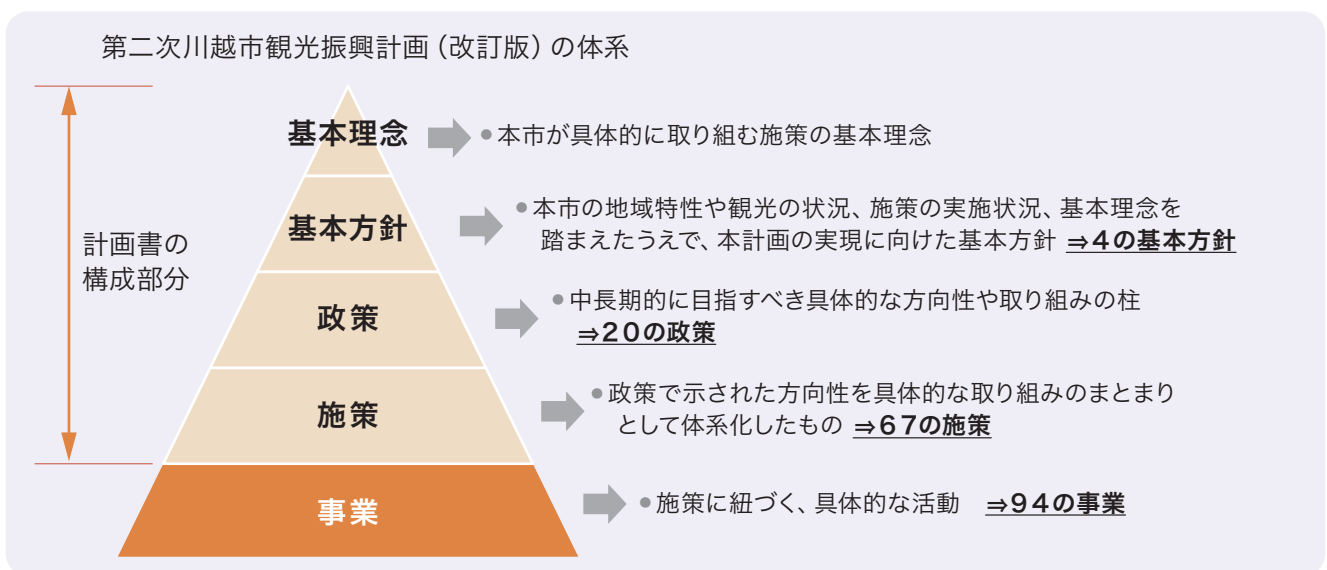 第二次川越市観光振興計画（改訂版）の体系
基本理念
●本市が具体的に取り組む施策の基本理念
計画書の
構成部分
基本方針
●本市の地域特性や観光の状況、施策の実施状況、基本理念を
踏まえたうえで、本計画の実現に向けた基本方針 ⇒4の基本方針
政策
●中長期的に目指すべき具体的な方向性や取り組みの柱
⇒20の政策
施策
●政策で示された方向性を具体的な取り組みのまとまり
として体系化したもの ⇒67の施策
事業
●施策に紐づく、具体的な活動 ⇒94の事業